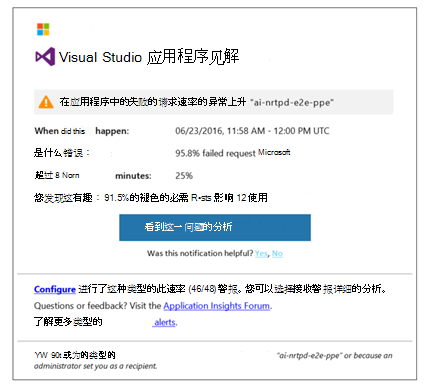 Visual Studio 应用程序见解
在应用程序中的失败的请求速率的异常上升 "ai-nrtpd-e2e-ppe"
When did this happen: 06/23/2016, 11:58 AM - 12:00 PM UTC
是什么错误: 95.8% failed request Microsoft
超过 8 Norn minutes: 25%
您发现这有趣: 91.5%的褪色的必需 R•sts 影响 12 使用
看到这一问题的分析
Was this notification helpful? Yes, No
Configure 进行了这种类型的此速率 (46/48) 警报。您可以选择接收警报详细的分析。
Questions or feedback? Visit the Application Insights Forum.
了解更多类型的 alerts.
YW 90t 或为的类型的 "ai-nrtpd-e2e-ppe" or because an
administrator set you as a recipient.